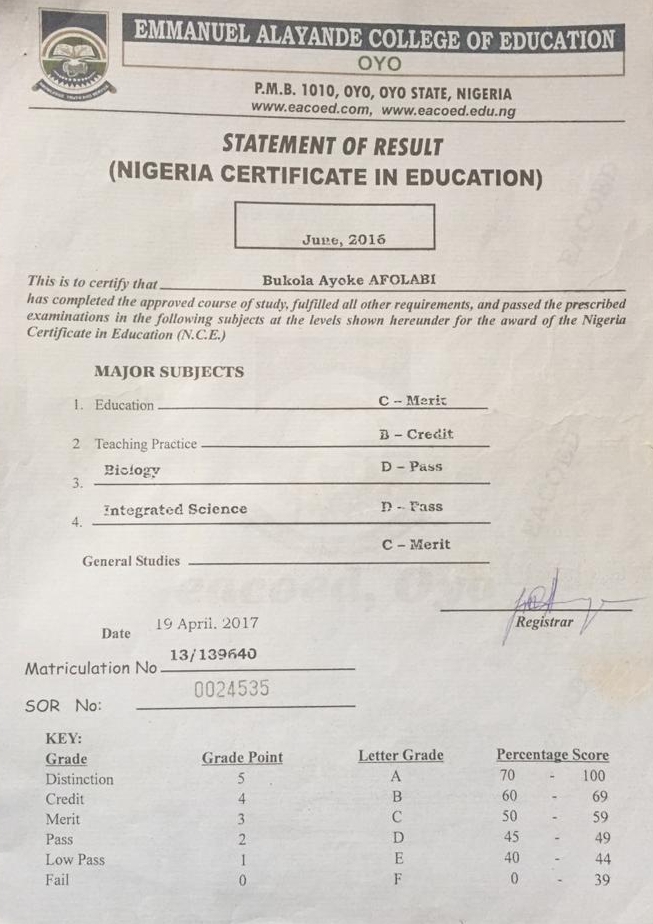 EMMANUEL ALAYANDE COLLEGE OF EDUCATION
OYO
P.M.B. 1010, OYO, OYO STATE, NIGERIA
www.eacoed.com, www.eacoed.edu.ng
STATEMENT OF RESULT
(NIGERIA CERTIFICATE IN EDUCATION)
June, 2016
This is to certify that Bukola Ayoke AFOLABI
has completed the approved course of study, fulfilled all other requirements, and passed the prescribed
examinations in the following subjects at the levels shown hereunder for the award of the Nigeria
Certificate in Education (N.C.E.)
MAJOR SUBJECTS
1. Education C – Merit
2 Teaching Practice B – Credit
3. Biology D – Pass
4. Integrated Science D – Pass
General Studies C – Merit
Date 19 April. 2017
Registrar
Matriculation No 13/139640
SOR No: 0024535
KEY:
Grade Grade Point Letter Grade Percentage Score
Distinction 5 A 70 - 100
Credit 4 B 60 - 69
Merit 3 C 50 - 59
Pass 2 D 45 - 49
Low Pass 1 E 40 - 44
Fail 0 F 0 - 39
EACOED
EACOED
eacoed, Oyo